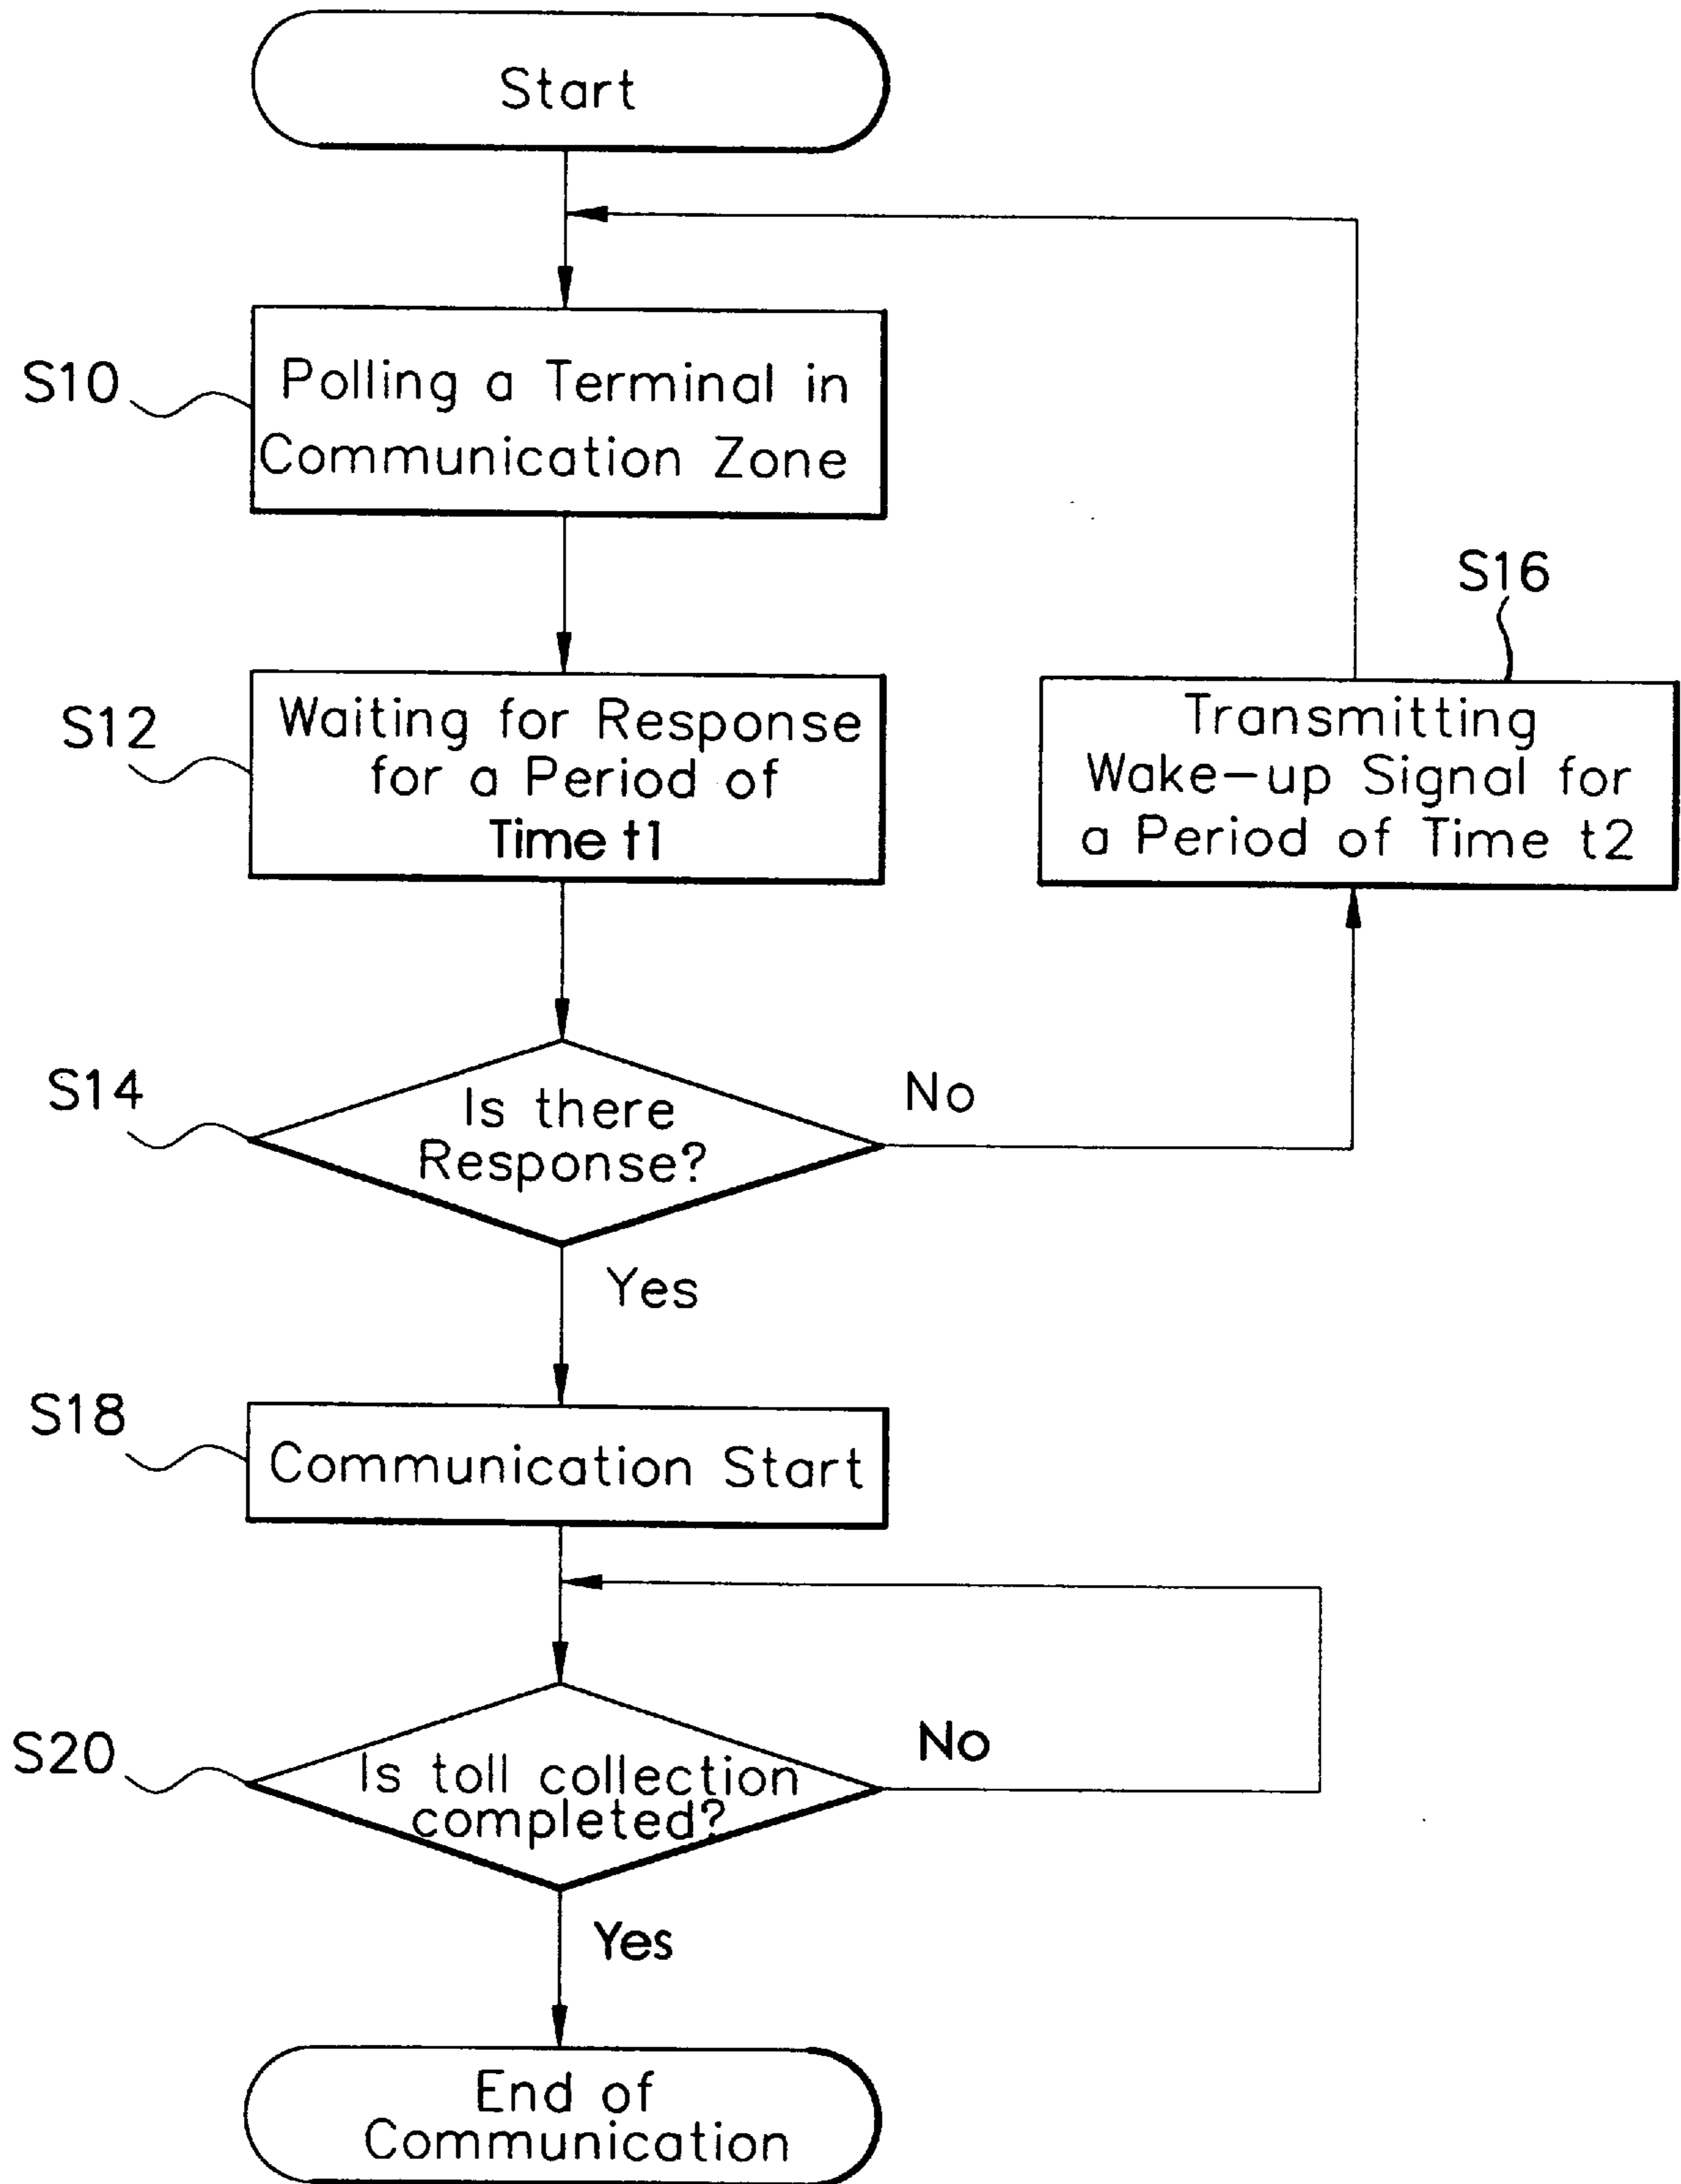 Start
S10
Polling a Terminal in
Communication Zone
S12
Waiting for Response
for a Period of
Time t1
S16
Transmitting
Wake-up Signal for
a Period of Time t2
S14
Is there
Response?
No
Yes
S18
Communication Start
S20
Is toll collection
completed?
No
Yes
End of
Communication